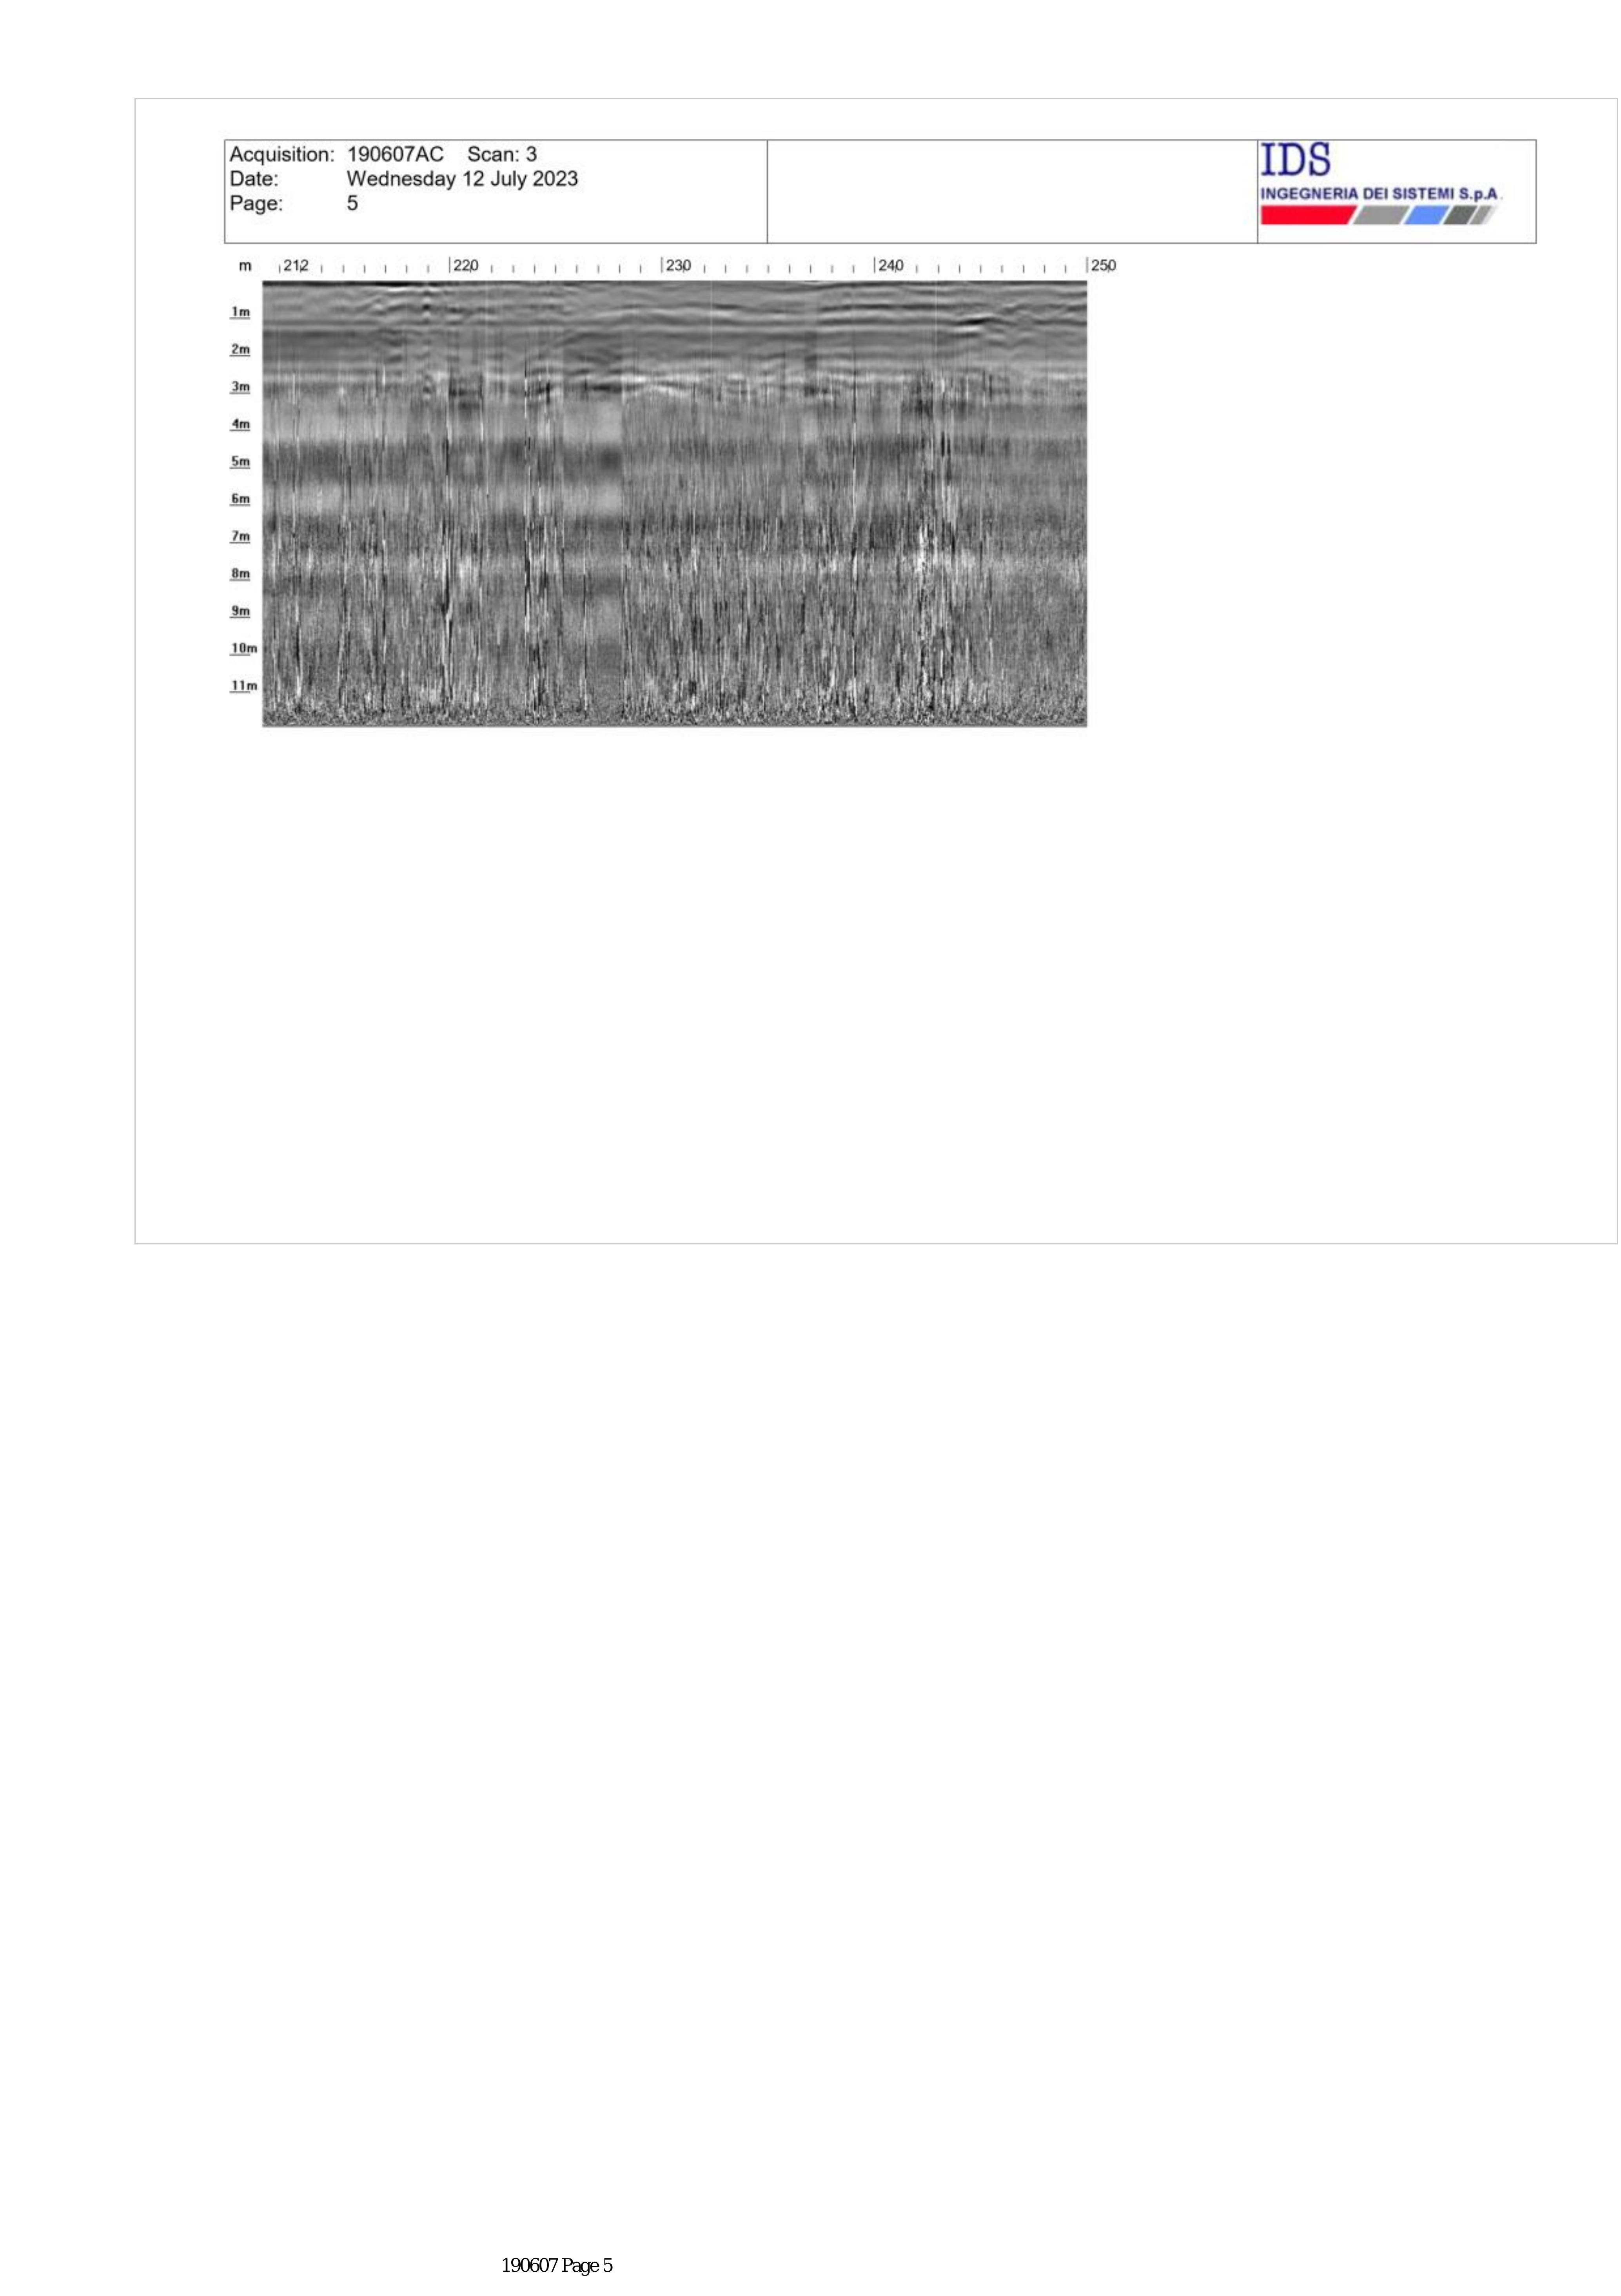 Acquisition: 190607AC Scan: 3
Date: Wednesday 12 July 2023
Page: 5
IDS
INGEGNERIA DEI SISTEMI S.p.A.
m 212 220 230 240 250
1m
2m
3m
4m
5m
6m
7m
8m
9m
10m
11m
190607 Page 5